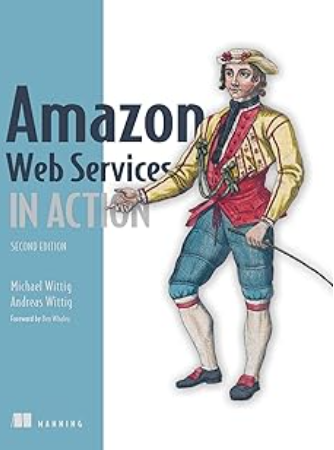 Amazon
Web Services
IN ACTION
SECOND EDITION
Michael Wittig
Andreas Wittig
Foreword by Ben Whaley
MANNING